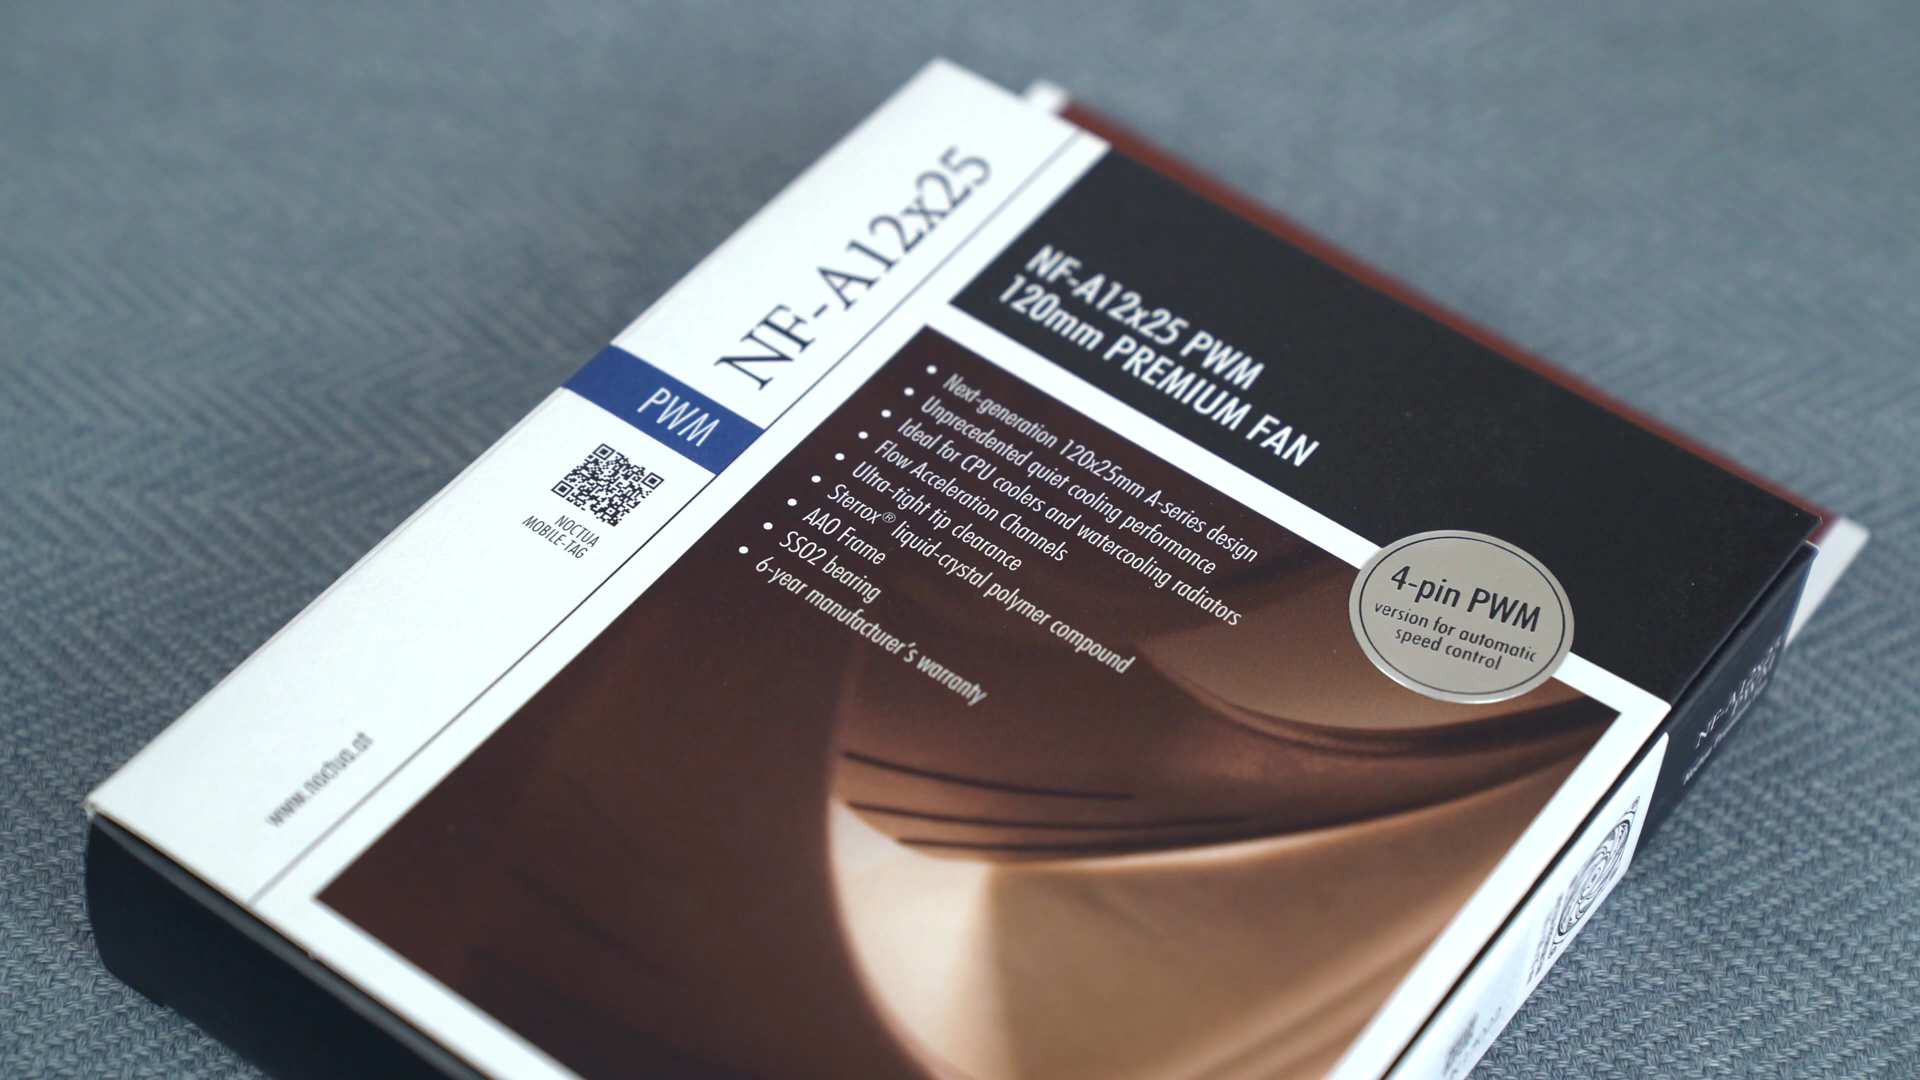 NF-A12x25
PWM
NOCTUA
MOBILE-TAG
www.noctua.at
NF-A12x25 PWM
120mm PREMIUM FAN
• Next-generation 120x25mm A-series design
• Unprecedented quiet cooling performance
• Ideal for CPU coolers and watercooling radiators
• Flow Acceleration Channels
• Ultra-tight tip clearance
• Sterrox® liquid-crystal polymer compound
• AAO Frame
• SSO2 bearing
• 6-year manufacturer's warranty
4-pin PWM
version for automatic
speed control